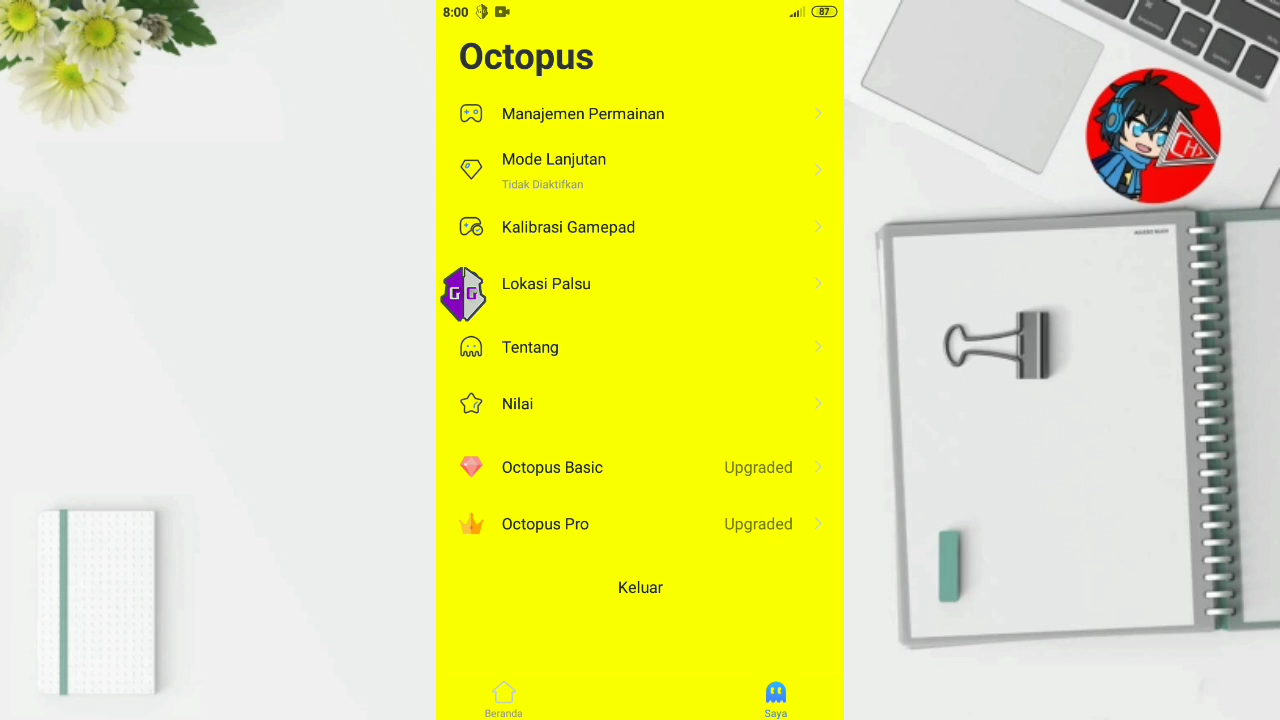 8:00
87
Octopus
Manajemen Permainan
Mode Lanjutan
Tidak Diaktifkan
Kalibrasi Gamepad
Lokasi Palsu
GG
Tentang
Nilai
Octopus Basic Upgraded
Octopus Pro Upgraded
Keluar
Beranda
Saya